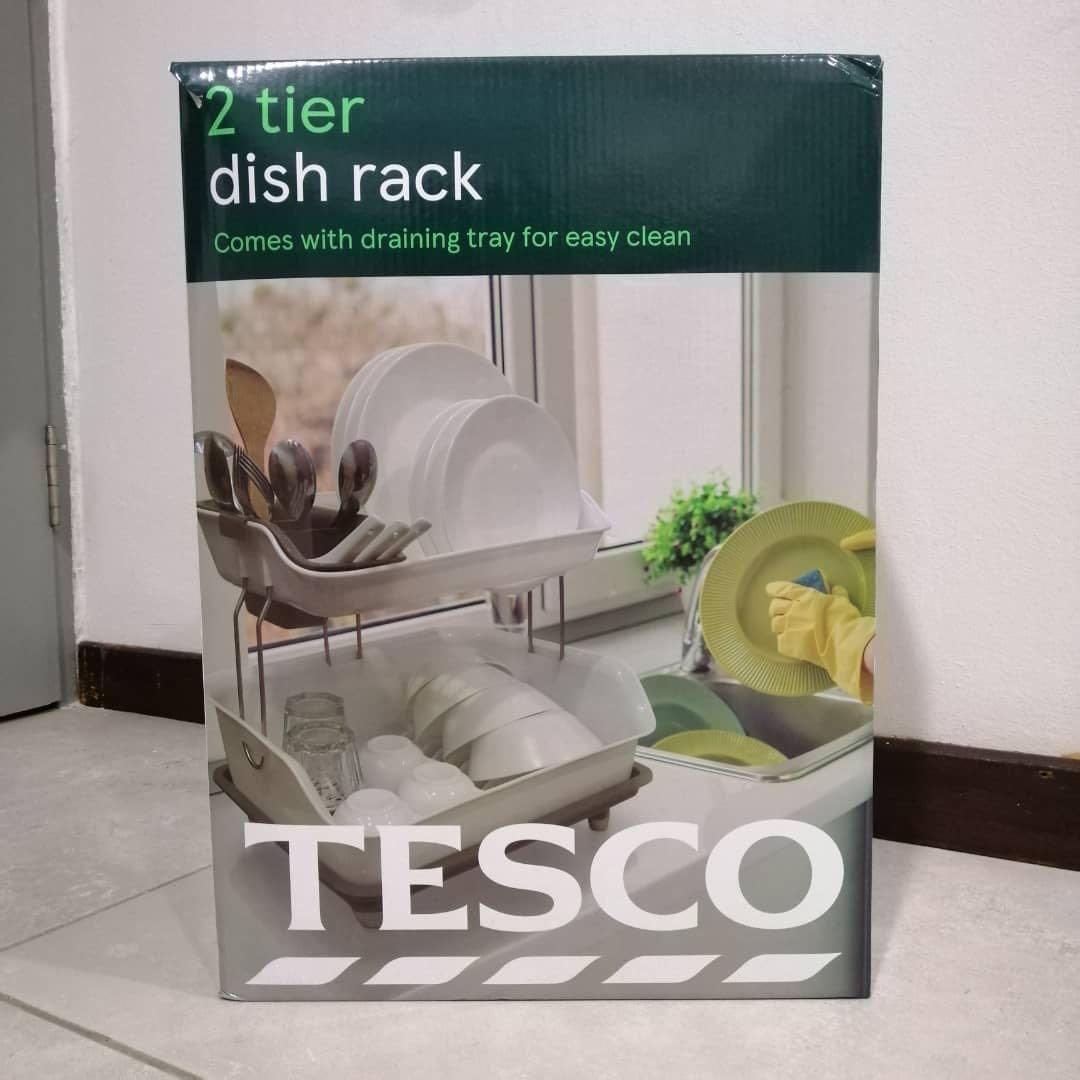 2 tier
dish rack
Comes with draining tray for easy clean
TESCO